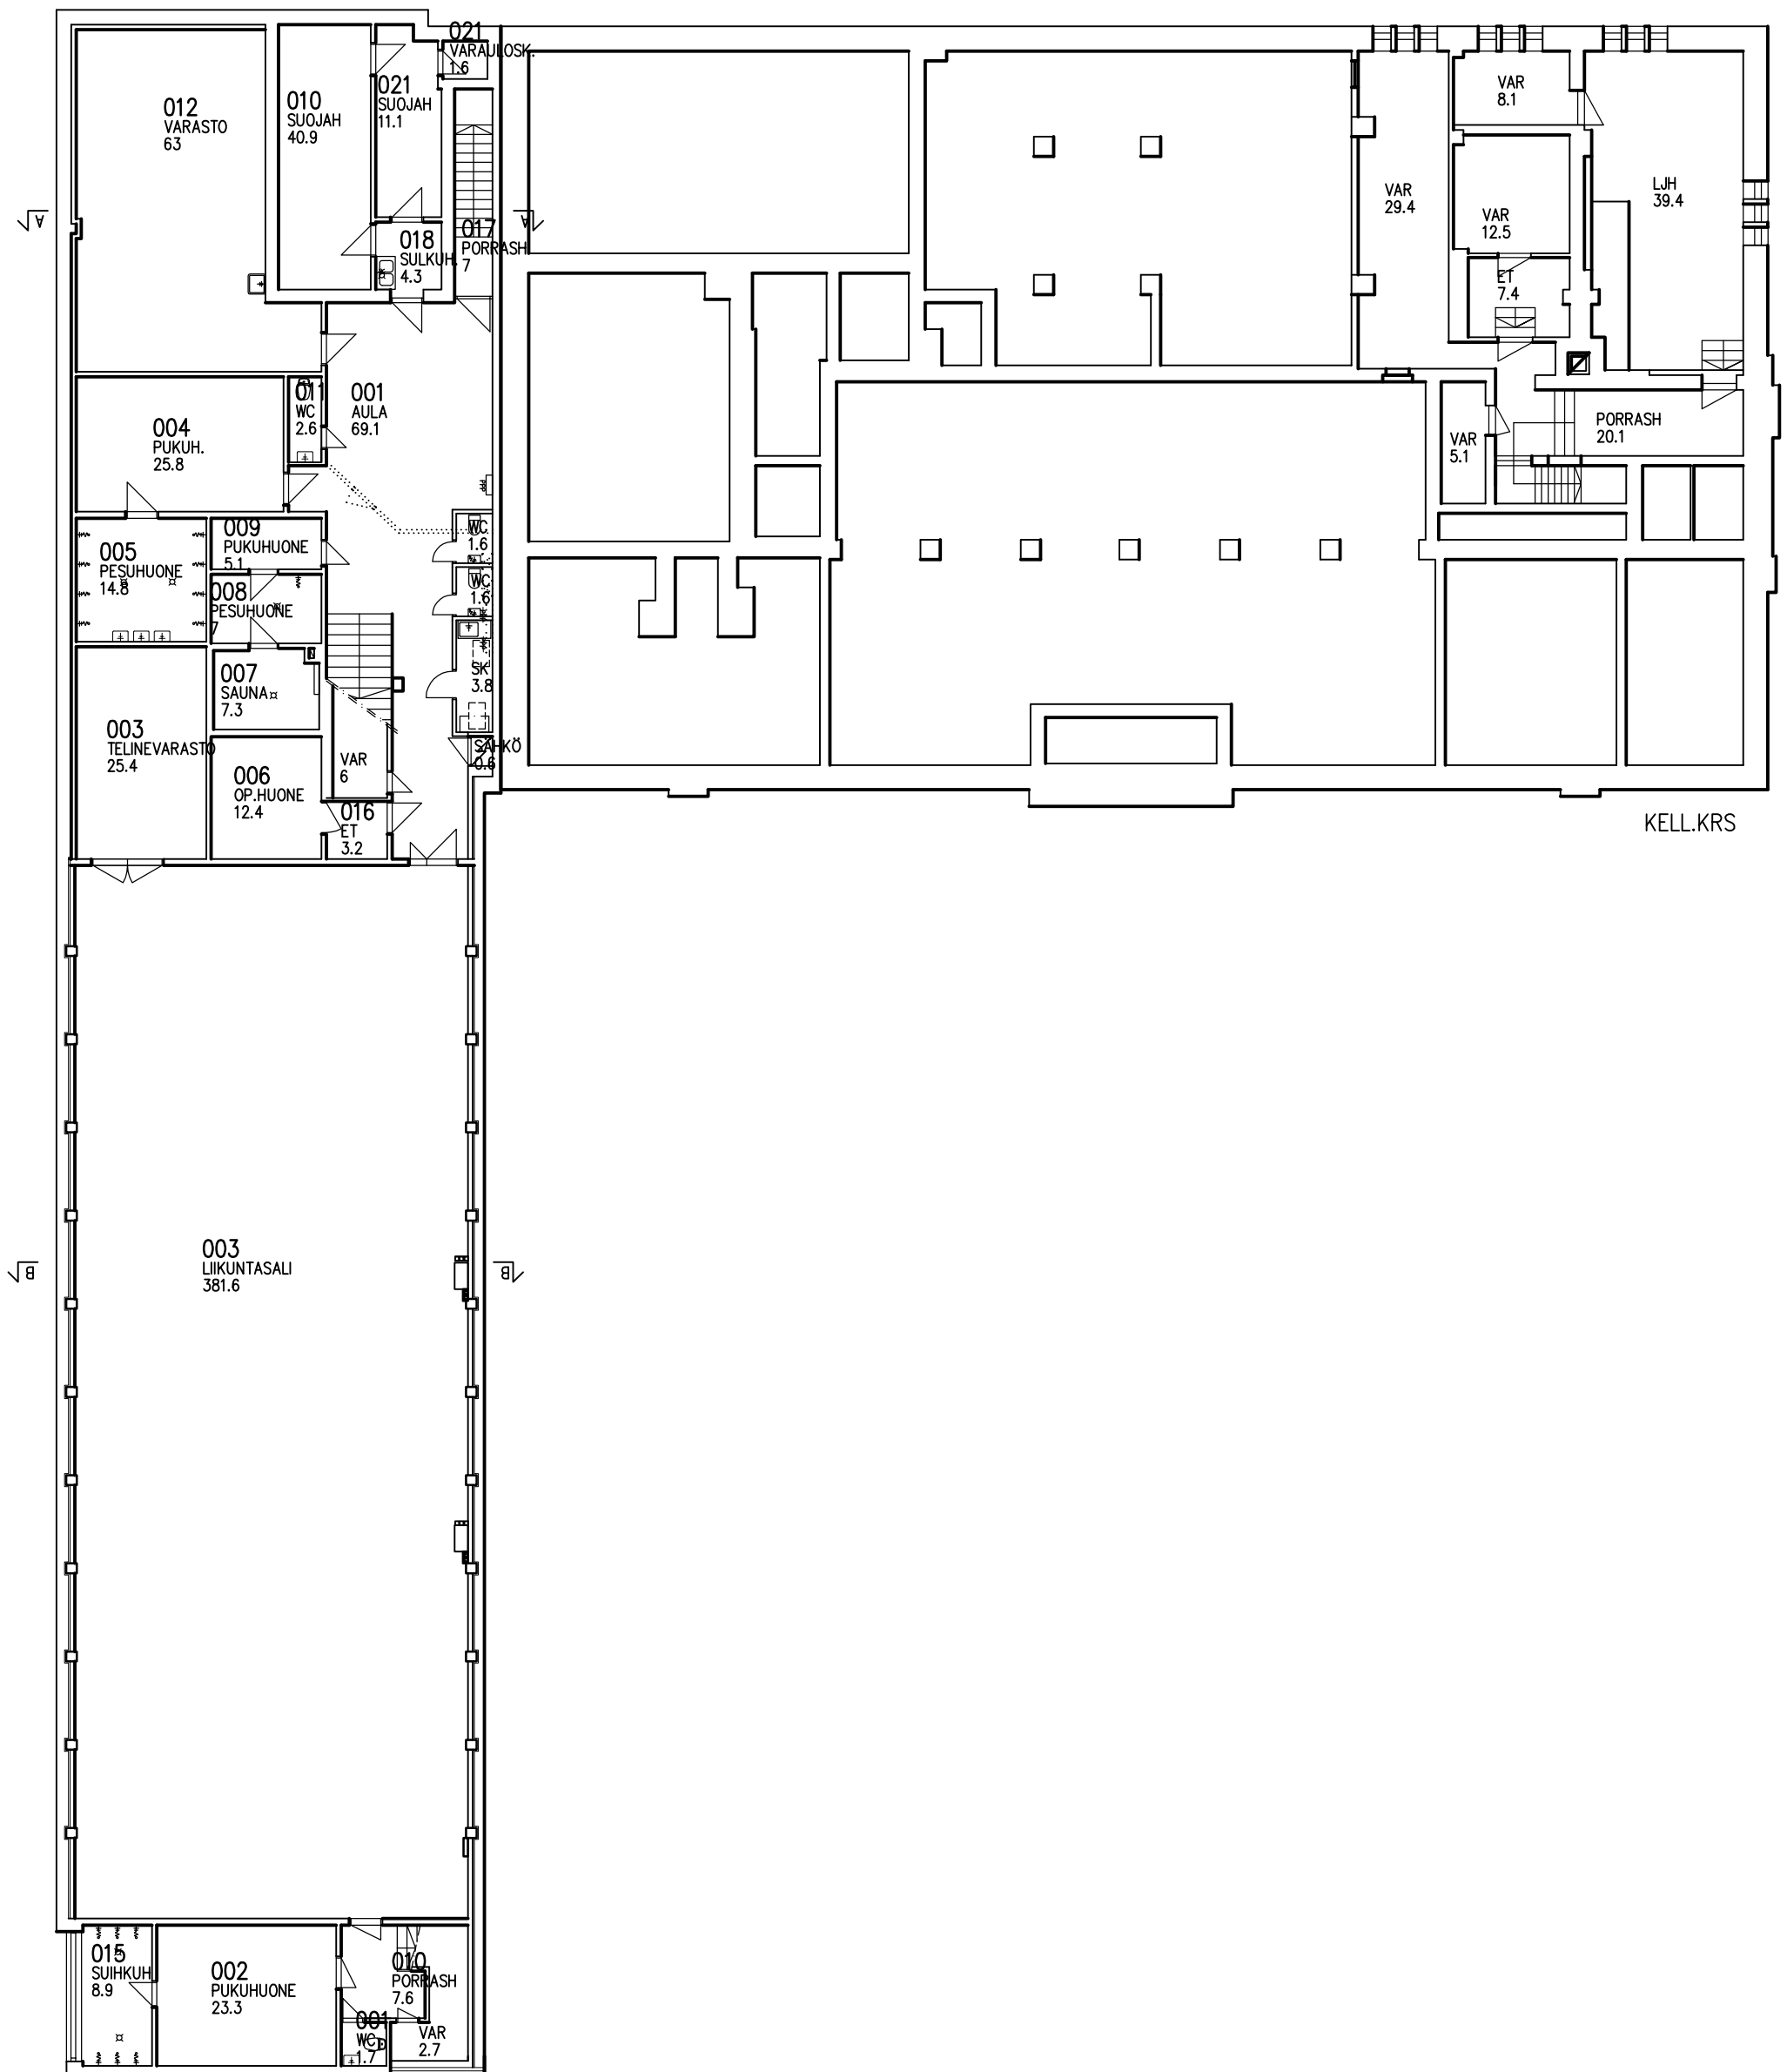 021
VARAULOSK.
1.6
012
VARASTO
63
010
SUOJAH
40.9
021
SUOJAH
11.1
VAR
8.1
VAR
29.4
LJH
39.4
VAR
12.5
A
A
018
SULKUH.
4.3
017
PORRASH
7
ET
7.4
011
WC
2.6
001
AULA
69.1
004
PUKUH.
25.8
PORRASH
20.1
VAR
5.1
009
PUKUHUONE
5.1
WC
1.6
005
PESUHUONE
14.8
008
PESUHUONE
7
WC
1.6
007
SAUNA
7.3
SK
3.8
003
TELINEVARASTO
25.4
006
OP.HUONE
12.4
VAR
6
SÄHKÖ
0.6
016
ET
3.2
KELL.KRS
003
LIIKUNTASALI
381.6
B
B
015
SUIHKUH
8.9
002
PUKUHUONE
23.3
010
PORRASH
7.6
001
WC
1.7
VAR
2.7